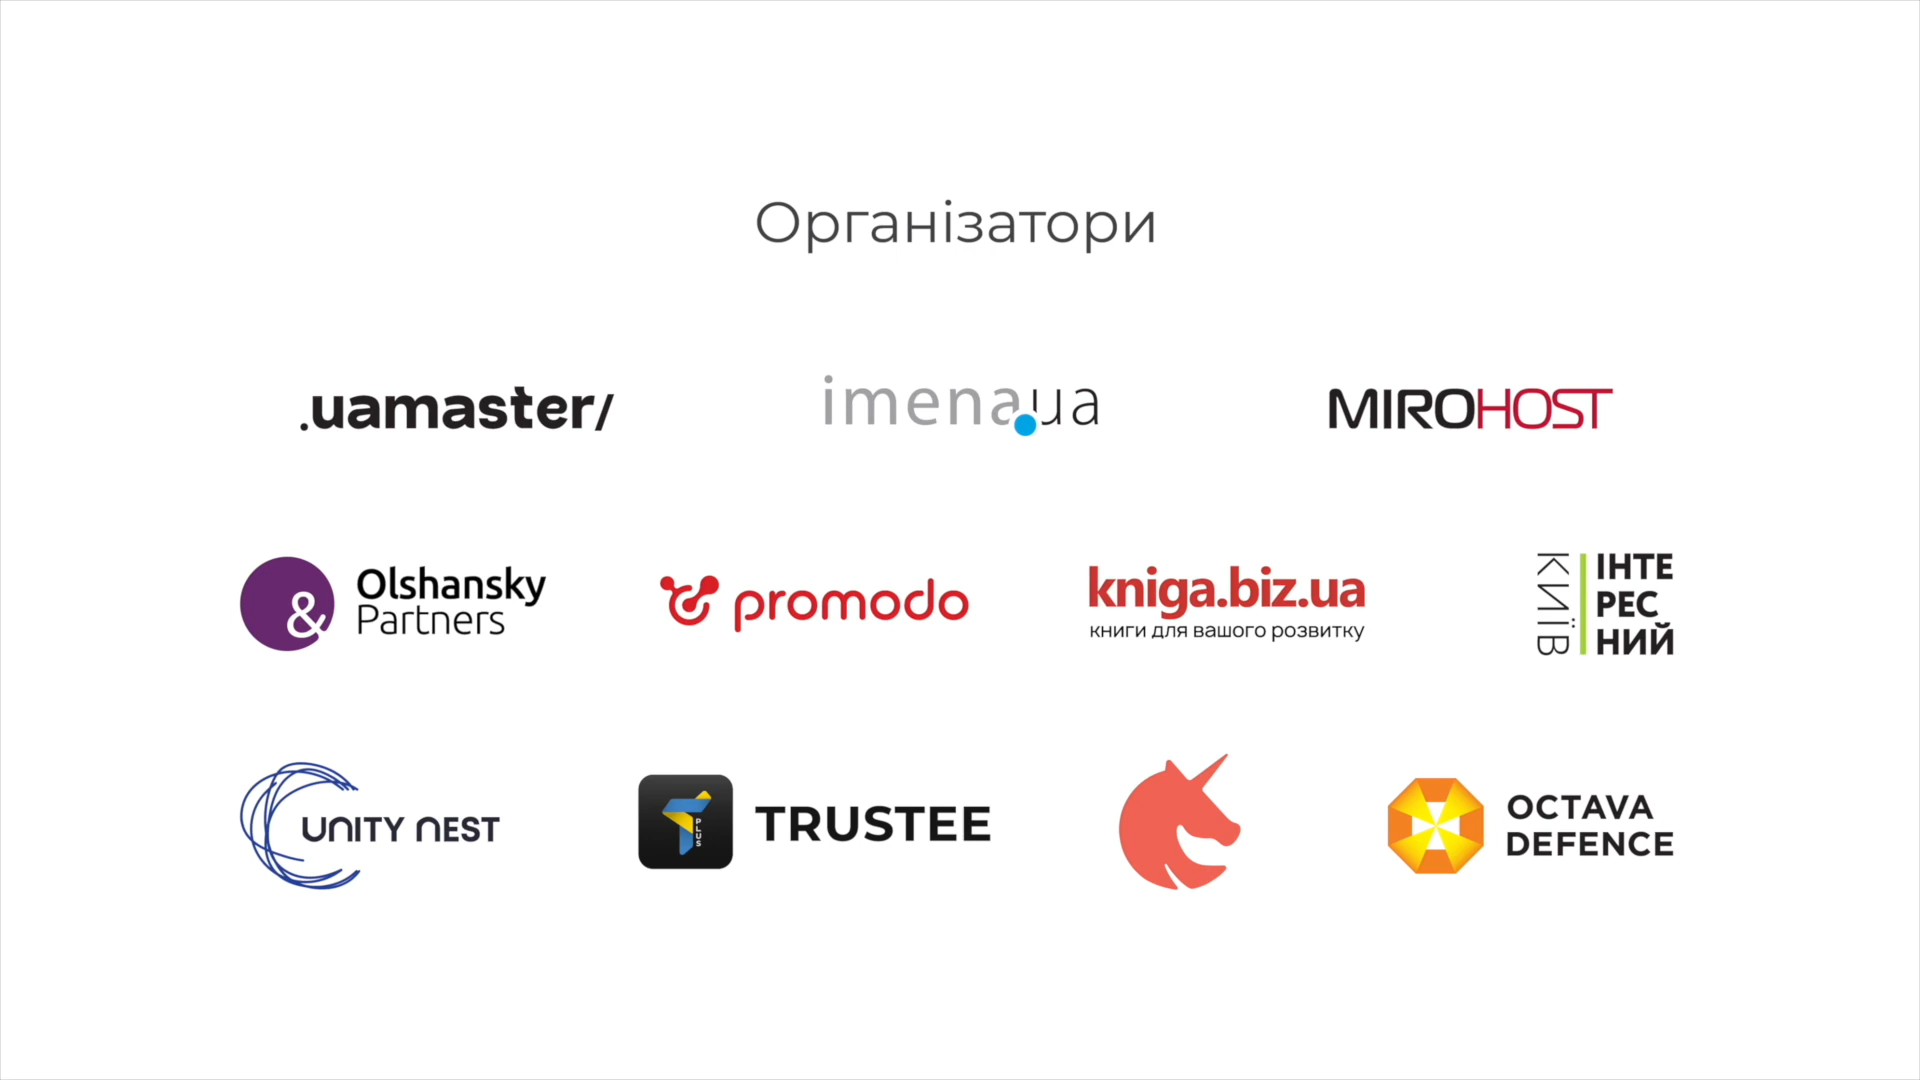 Організатори
.uamaster/
imena.ua
MIROHOST
Olshansky
Partners
promodo
kniga.biz.ua
книги для вашого розвитку
КИЇВ
ІНТЕ
РЕС
НИЙ
UNITY NEST
PLUS
TRUSTEE
OCTAVA
DEFENCE